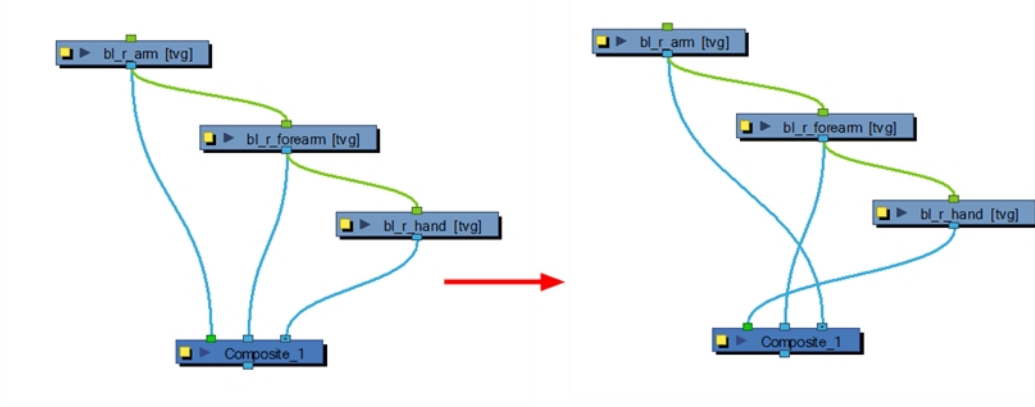 bl_r_arm [tvg]
bl_r_forearm [tvg]
bl_r_hand [tvg]
Composite_1
bl_r_arm [tvg]
bl_r_forearm [tvg]
bl_r_hand [tvg]
Composite_1